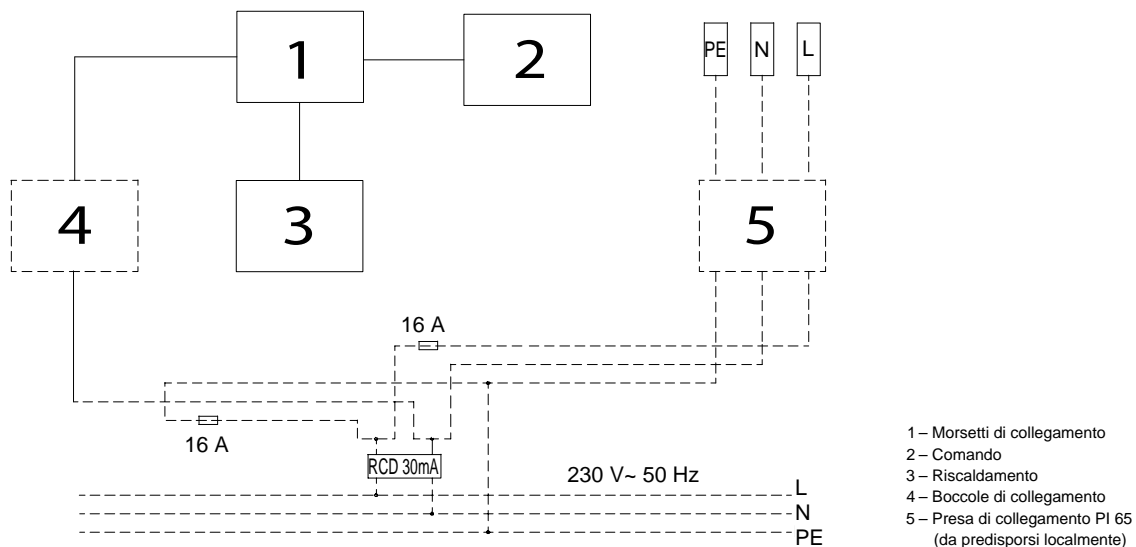 1
2
PE
N
L
4
3
5
16 A
16 A
RCD 30mA
230 V~ 50 Hz
L
N
PE
1 – Morsetti di collegamento
2 – Comando
3 – Riscaldamento
4 – Boccole di collegamento
5 – Presa di collegamento PI 65
(da predisporsi localmente)